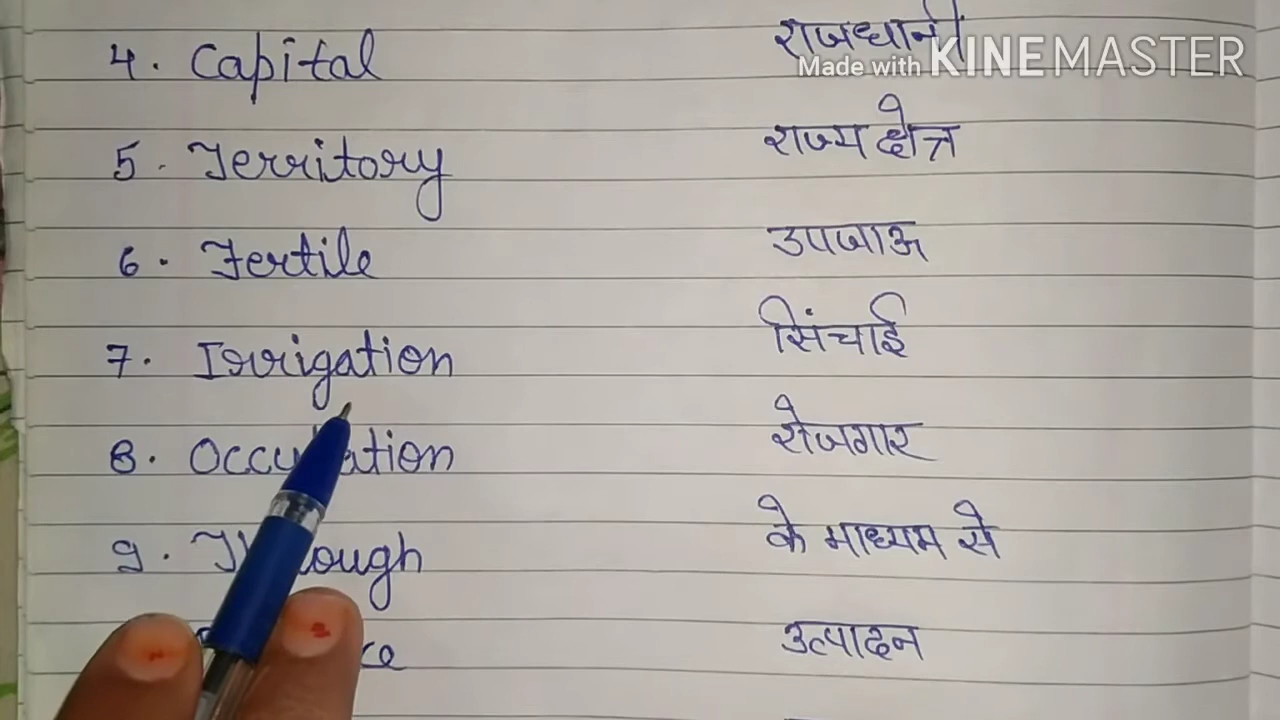 4. Capital राजधानी
Made with KINEMASTER
5. Territory राज्य क्षेत्र
6. Fertile उपजाऊ
7. Irrigation सिंचाई
8. रोजगार
9. के माध्यम से
उत्पादन